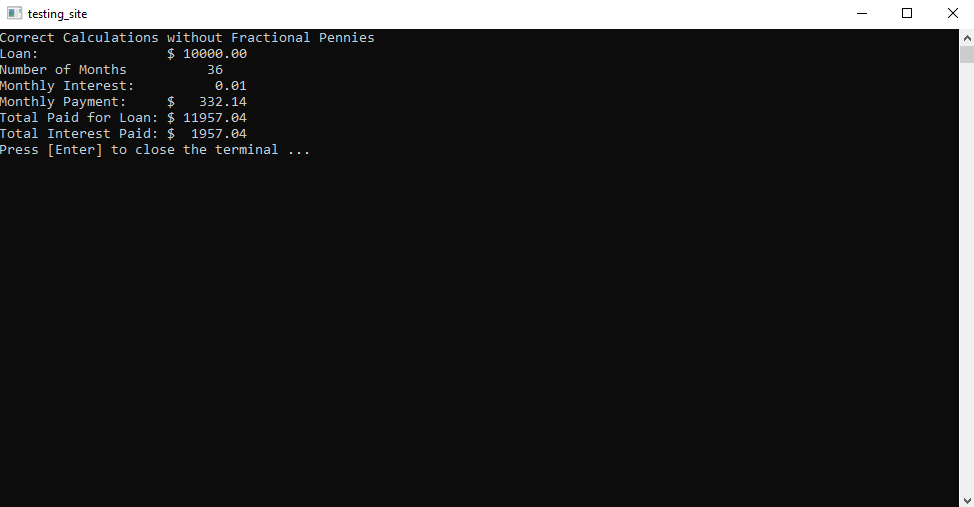 testing_site
Correct Calculations without Fractional Pennies
Loan:                $ 10000.00
Number of Months          36
Monthly Interest:          0.01
Monthly Payment:     $   332.14
Total Paid for Loan: $ 11957.04
Total Interest Paid: $  1957.04
Press [Enter] to close the terminal ...